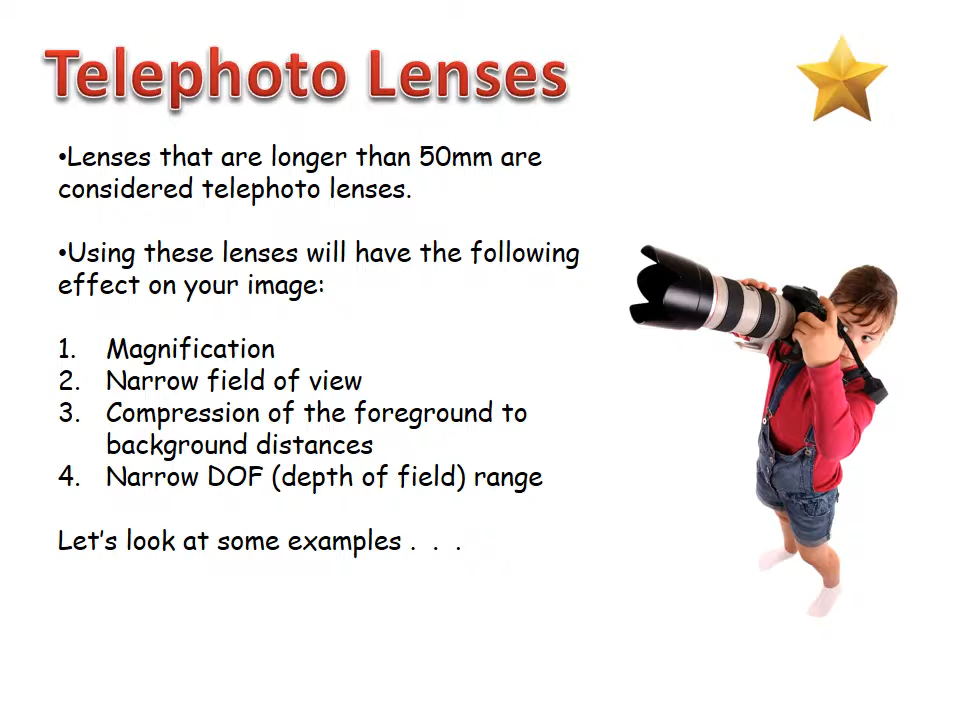 Telephoto Lenses
•Lenses that are longer than 50mm are
considered telephoto lenses.
•Using these lenses will have the following
effect on your image:
1. Magnification
2. Narrow field of view
3. Compression of the foreground to
background distances
4. Narrow DOF (depth of field) range
Let’s look at some examples . . .